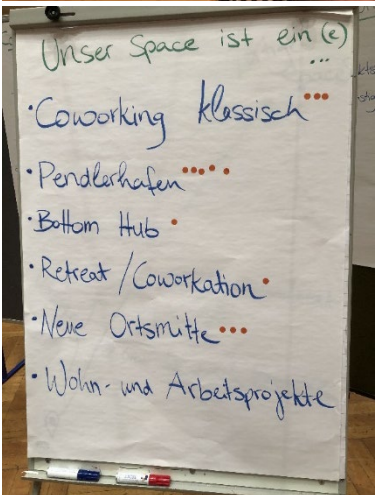 Unser Space ist ein (e)
...
• Coworking klassisch
• Pendlerhafen
• Bottom Hub
• Retreat / Coworkation
• Neue Ortsmitte
• Wohn- und Arbeitsprojekte